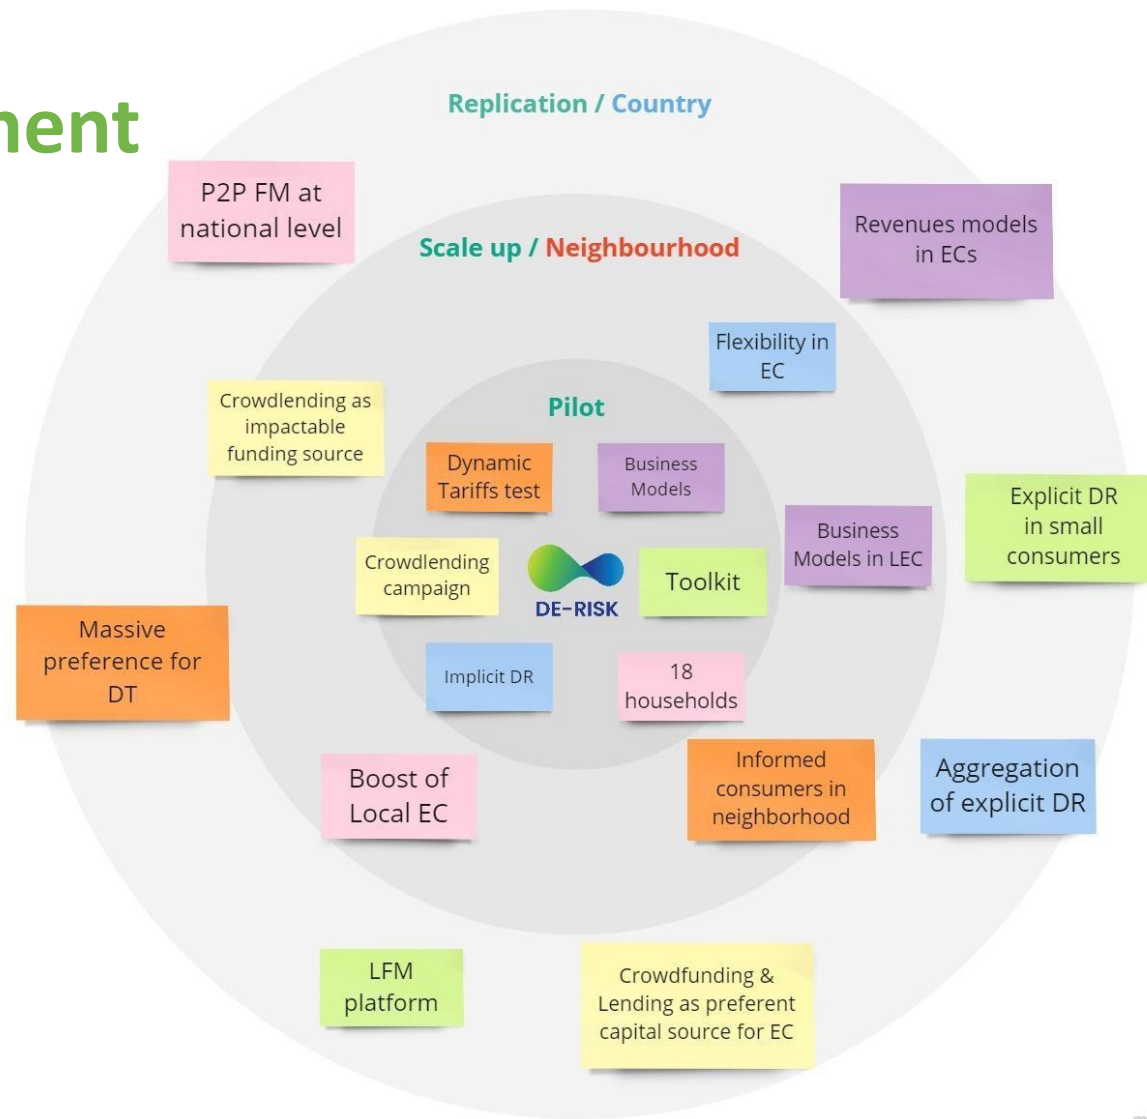 Replication / Country
ment
P2P FM at
national level
Revenues models
in ECs
Scale up / Neighbourhood
Flexibility in
EC
Crowdlending as
impactable
funding source
Pilot
Dynamic
Tariffs test
Business
Models
Explicit DR
in small
consumers
Business
Models in LEC
Crowdlending
campaign
DE-RISK
Toolkit
Massive
preference for
DT
Implicit DR
18
households
Boost of
Local EC
Informed
consumers in
neighborhood
Aggregation
of explicit DR
LFM
platform
Crowdfunding &
Lending as preferent
capital source for EC